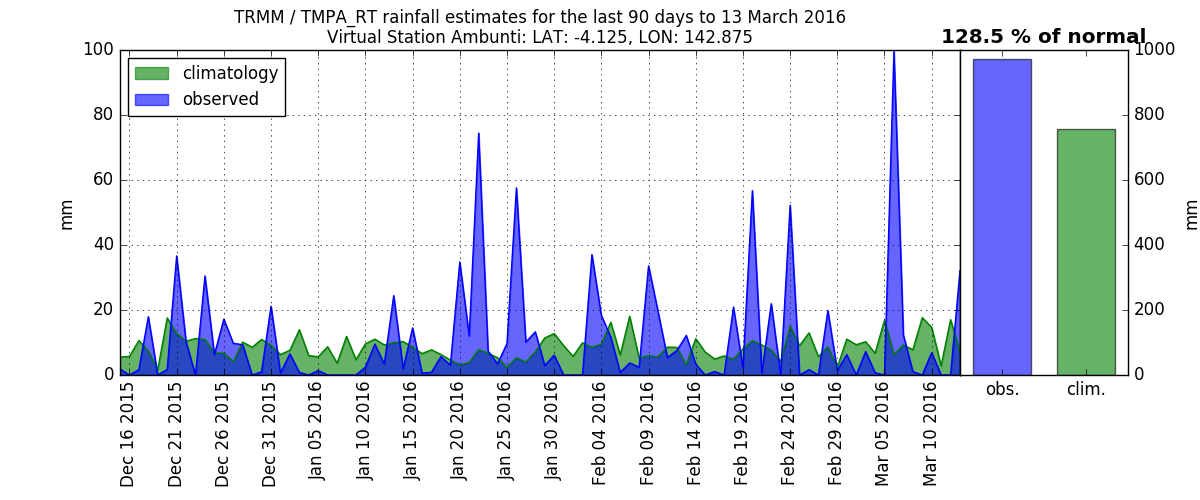 TRMM / TMPA_RT rainfall estimates for the last 90 days to 13 March 2016
Virtual Station Ambunti: LAT: -4.125, LON: 142.875
128.5 % of normal
climatology
observed
mm
100
80
60
40
20
0
1000
800
600
400
200
0
mm
Dec 16 2015
Dec 21 2015
Dec 26 2015
Dec 31 2015
Jan 05 2016
Jan 10 2016
Jan 15 2016
Jan 20 2016
Jan 25 2016
Jan 30 2016
Feb 04 2016
Feb 09 2016
Feb 14 2016
Feb 19 2016
Feb 24 2016
Feb 29 2016
Mar 05 2016
Mar 10 2016
obs.
clim.